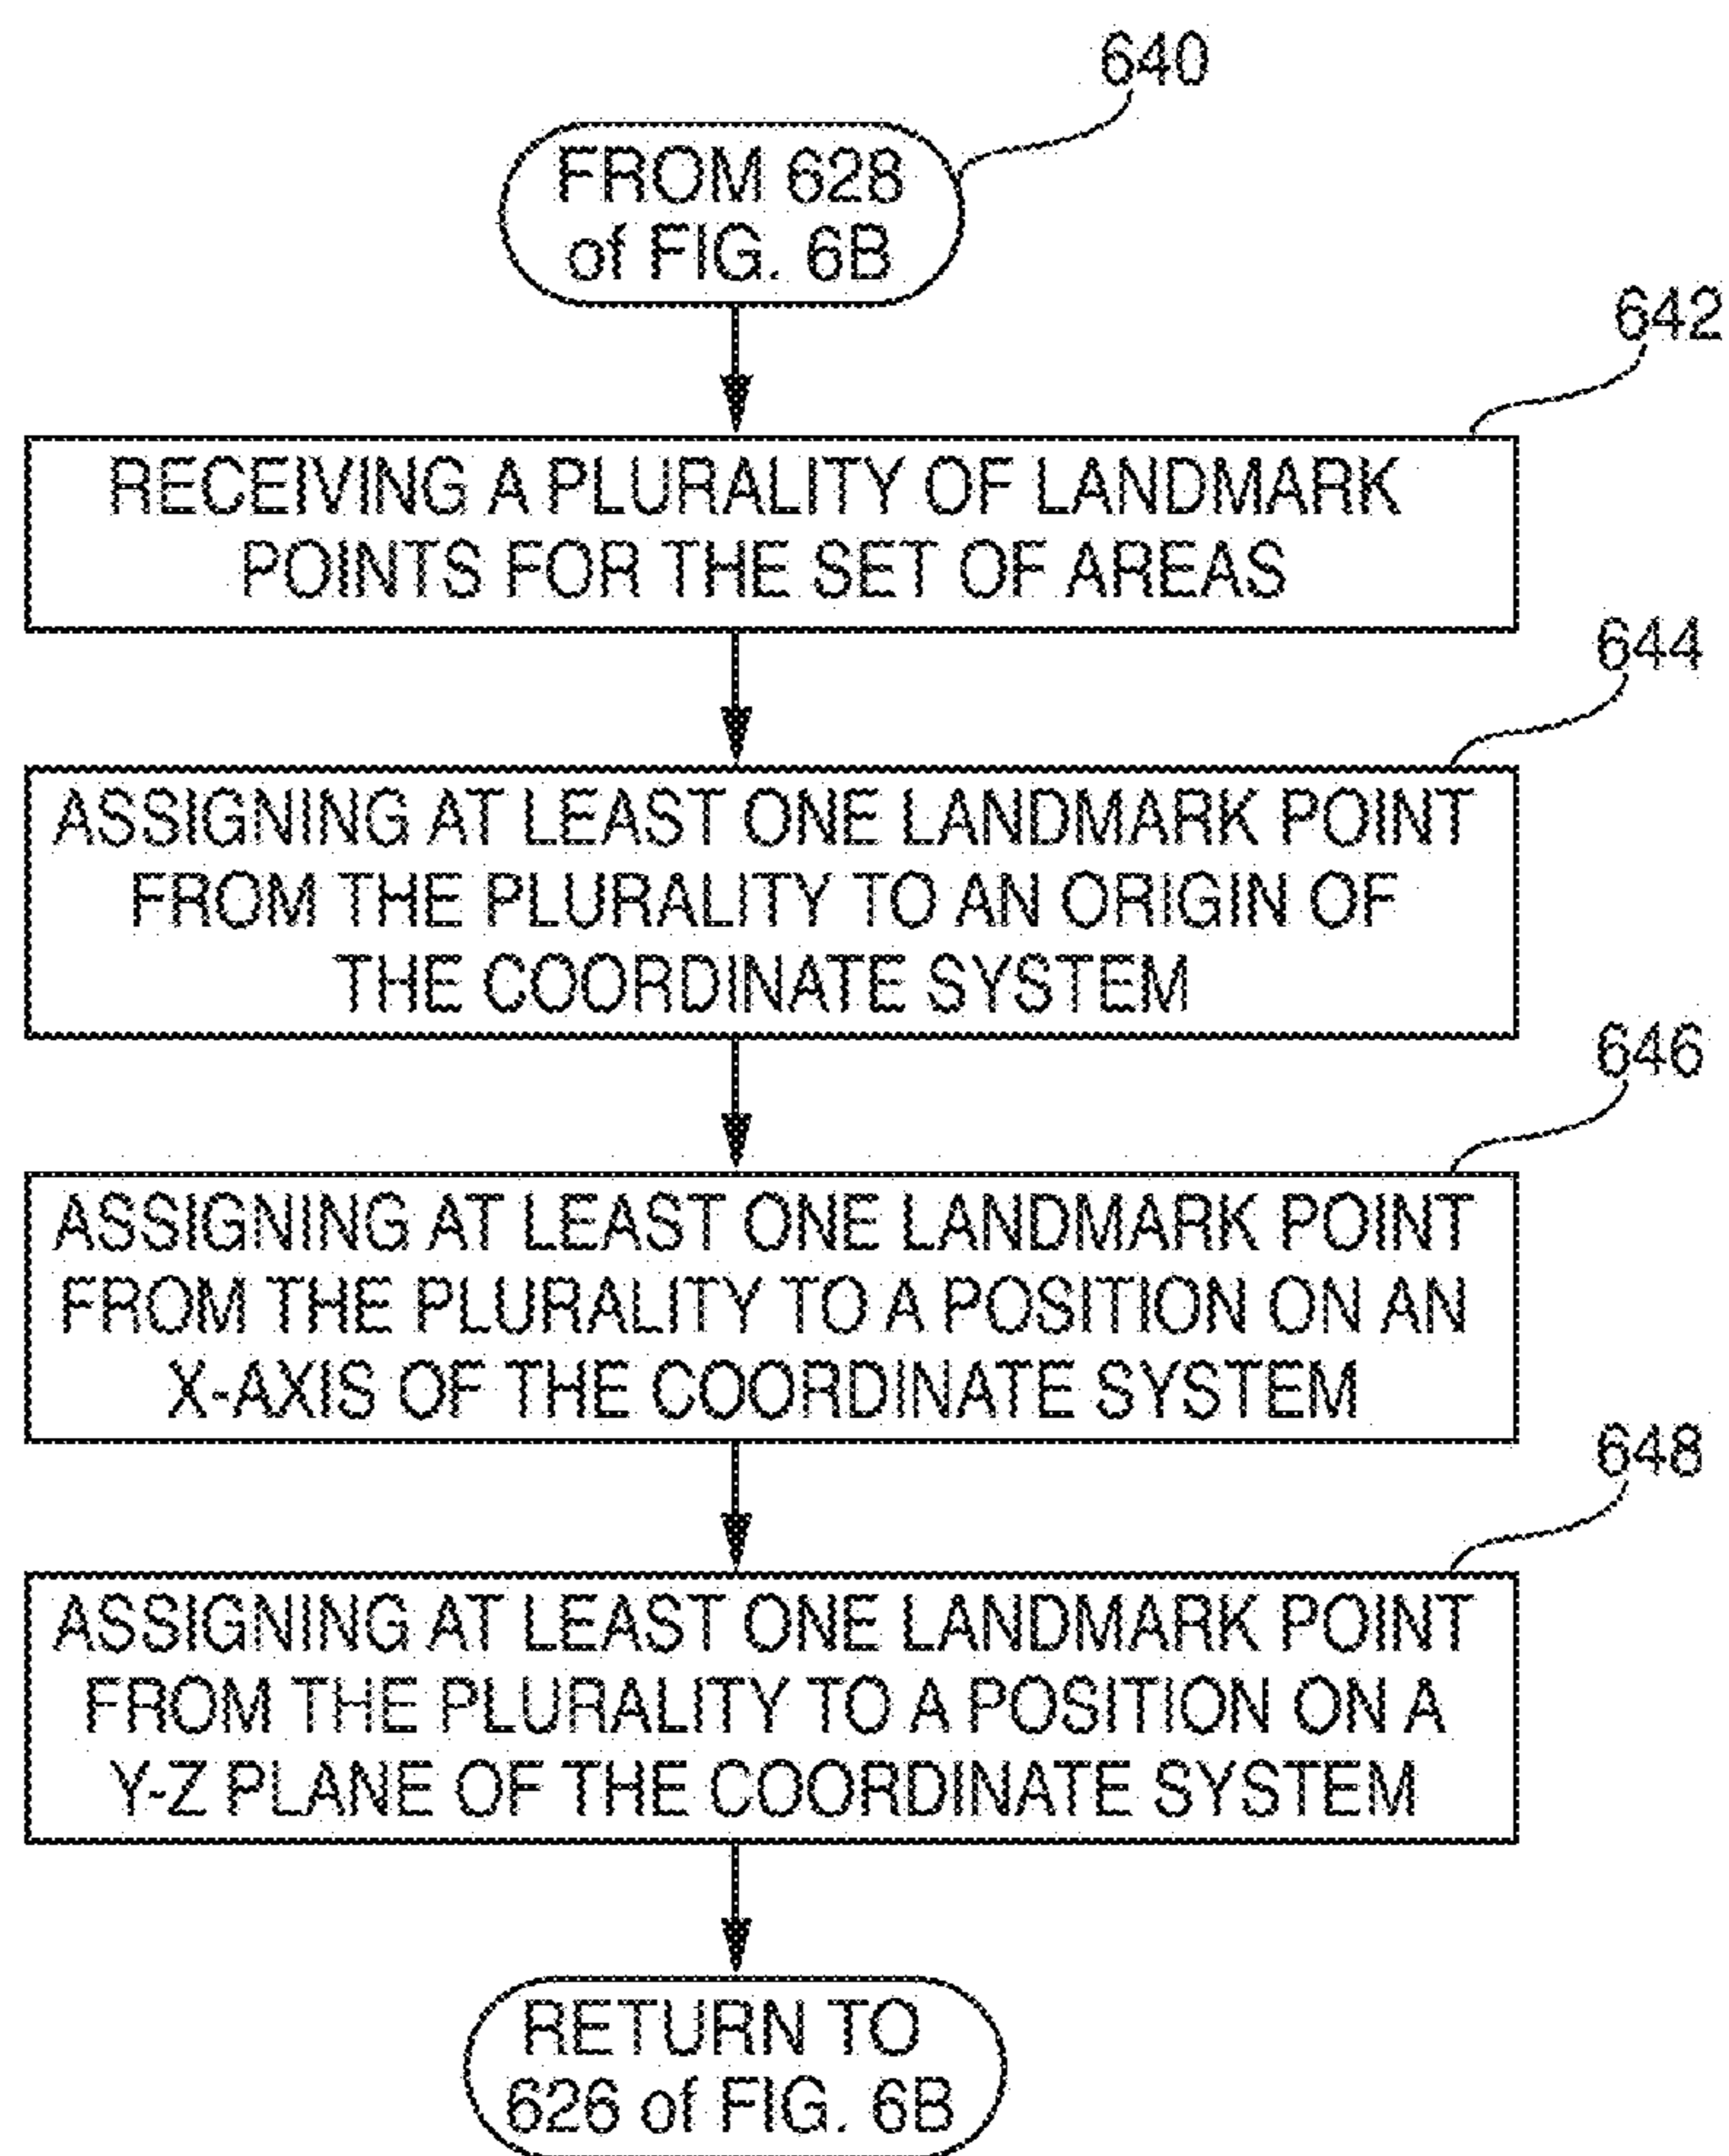 640
FROM 628
of FIG. 6B
642
RECEIVING A PLURALITY OF LANDMARK
POINTS FOR THE SET OF AREAS
644
ASSIGNING AT LEAST ONE LANDMARK POINT
FROM THE PLURALITY TO AN ORIGIN OF
THE COORDINATE SYSTEM
646
ASSIGNING AT LEAST ONE LANDMARK POINT
FROM THE PLURALITY TO A POSITION ON AN
X-AXIS OF THE COORDINATE SYSTEM
648
ASSIGNING AT LEAST ONE LANDMARK POINT
FROM THE PLURALITY TO A POSITION ON A
Y-Z PLANE OF THE COORDINATE SYSTEM
RETURN TO
626 of FIG. 6B